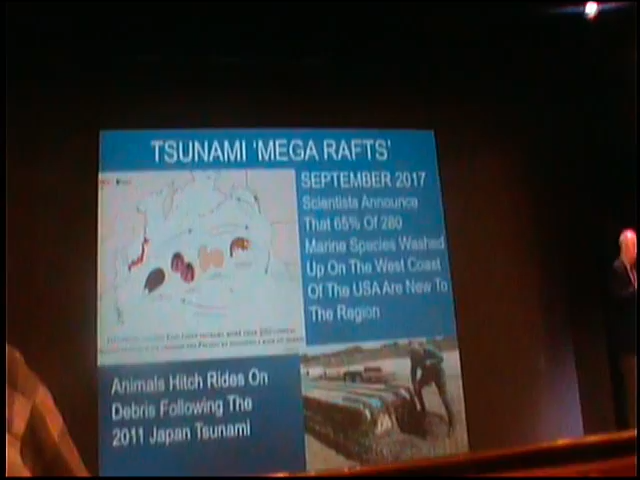 TSUNAMI 'MEGA RAFTS'
SEPTEMBER 2017
Scientists Announce
That 65% Of 280
Marine Species Washed
Up On The West Coast
Of The USA Are New To
The Region
Animals Hitch Rides On
Debris Following The
2011 Japan Tsunami